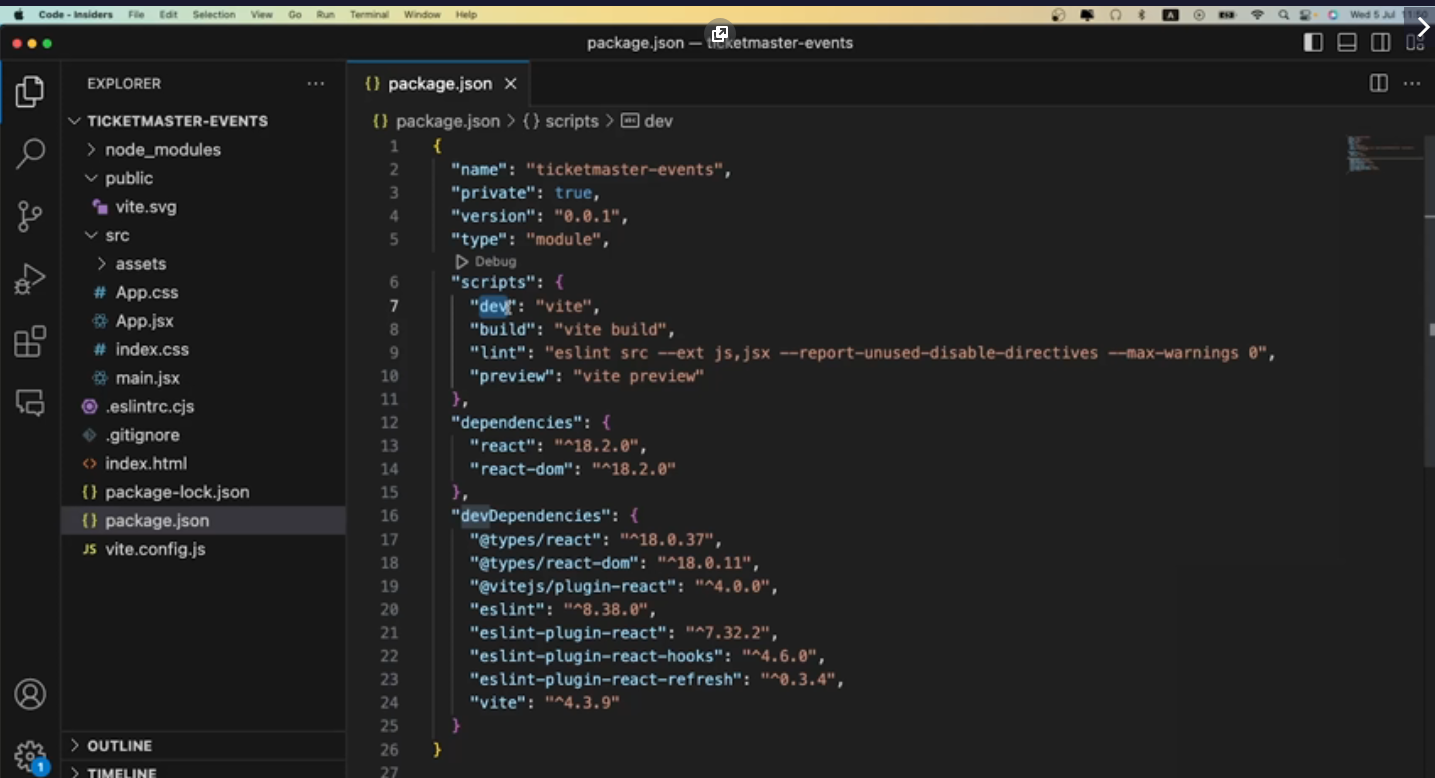 Code - Insiders File Edit Selection View Go Run Terminal Window Help
A
Wed 5 Jul
package.json — ticketmaster-events
EXPLORER
TICKETMASTER-EVENTS
node_modules
public
vite.svg
src
assets
# App.css
App.jsx
# index.css
main.jsx
.eslintrc.cjs
.gitignore
<> index.html
{} package-lock.json
{} package.json
JS vite.config.js
OUTLINE
TIMELINE
1
{} package.json ×
{} package.json > {} scripts > abc dev
1 {
2 "name": "ticketmaster-events",
3 "private": true,
4 "version": "0.0.1",
5 "type": "module",
Debug
6 "scripts": {
7 "dev": "vite",
8 "build": "vite build",
9 "lint": "eslint src --ext js,jsx --report-unused-disable-directives --max-warnings 0",
10 "preview": "vite preview"
11 },
12 "dependencies": {
13 "react": "^18.2.0",
14 "react-dom": "^18.2.0"
15 },
16 "devDependencies": {
17 "@types/react": "^18.0.37",
18 "@types/react-dom": "^18.0.11",
19 "@vitejs/plugin-react": "^4.0.0",
20 "eslint": "^8.38.0",
21 "eslint-plugin-react": "^7.32.2",
22 "eslint-plugin-react-hooks": "^4.6.0",
23 "eslint-plugin-react-refresh": "^0.3.4",
24 "vite": "^4.3.9"
25 }
26 }
27